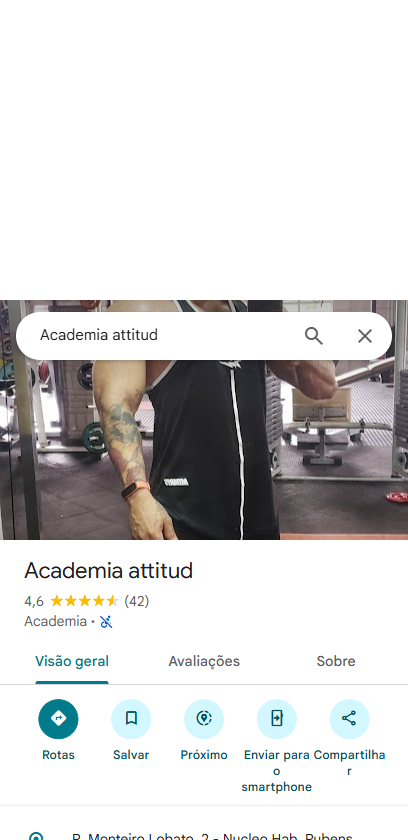 Academia attitud
Academia attitud
4,6 (42)
Academia ·
Visão geral Avaliações Sobre
Rotas Salvar Próximo Enviar para o smartphone Compartilhar
R. Monteiro Lobato, 2 - Nucleo Hab. Rubens